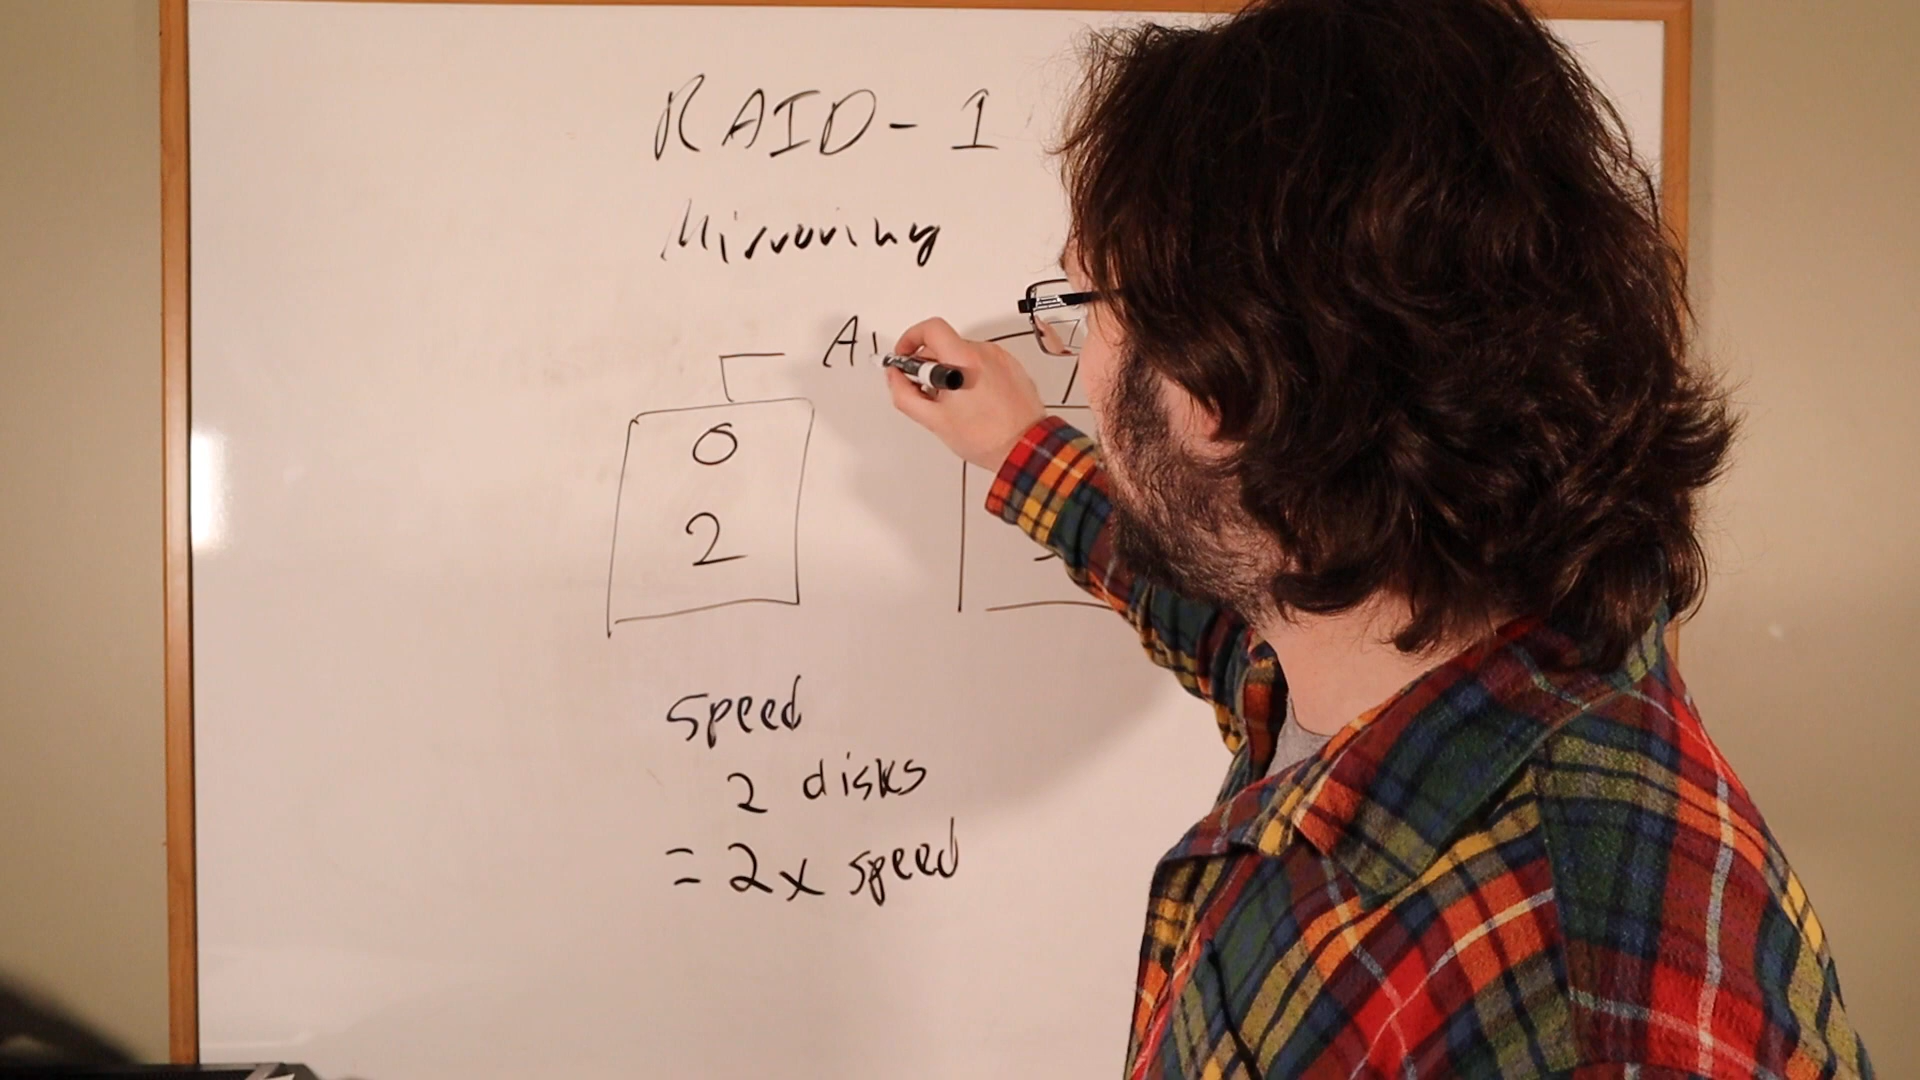 RAID-1
Mirroring
A
0
2
speed
2 disks
= 2x speed